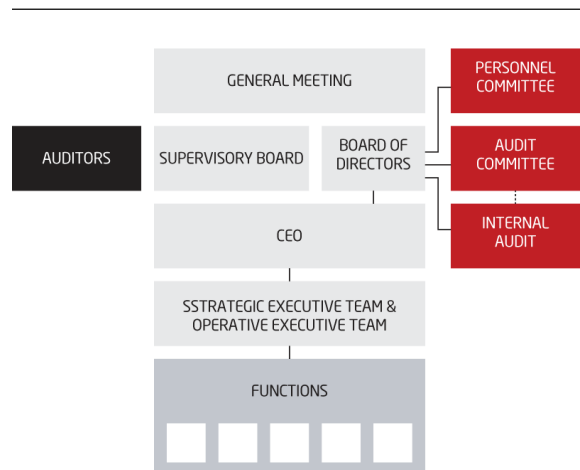 GENERAL MEETING
PERSONNEL
COMMITTEE
AUDITORS
SUPERVISORY BOARD
BOARD OF
DIRECTORS
AUDIT
COMMITTEE
CEO
INTERNAL
AUDIT
SSTRATEGIC EXECUTIVE TEAM &
OPERATIVE EXECUTIVE TEAM
FUNCTIONS